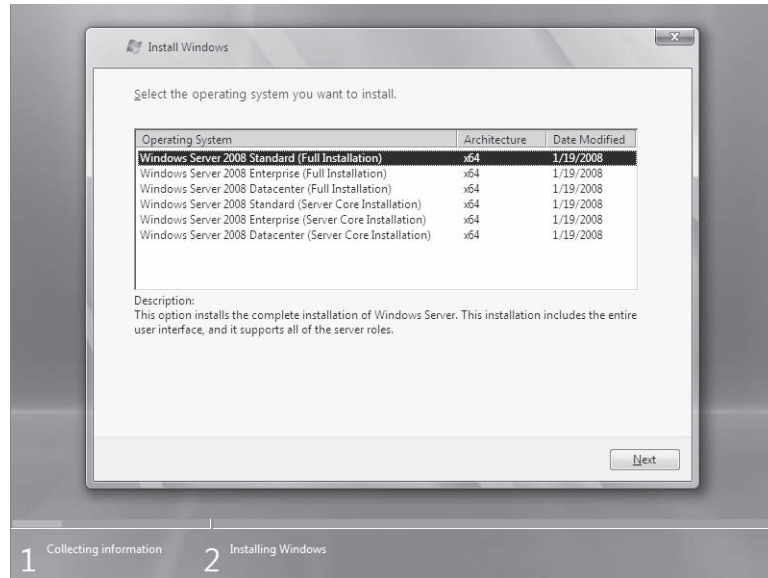 Install Windows
Select the operating system you want to install.
Operating System Architecture Date Modified
Windows Server 2008 Standard (Full Installation) x64 1/19/2008
Windows Server 2008 Enterprise (Full Installation) x64 1/19/2008
Windows Server 2008 Datacenter (Full Installation) x64 1/19/2008
Windows Server 2008 Standard (Server Core Installation) x64 1/19/2008
Windows Server 2008 Enterprise (Server Core Installation) x64 1/19/2008
Windows Server 2008 Datacenter (Server Core Installation) x64 1/19/2008
Description:
This option installs the complete installation of Windows Server. This installation includes the entire
user interface, and it supports all of the server roles.
Next
1 Collecting information 2 Installing Windows